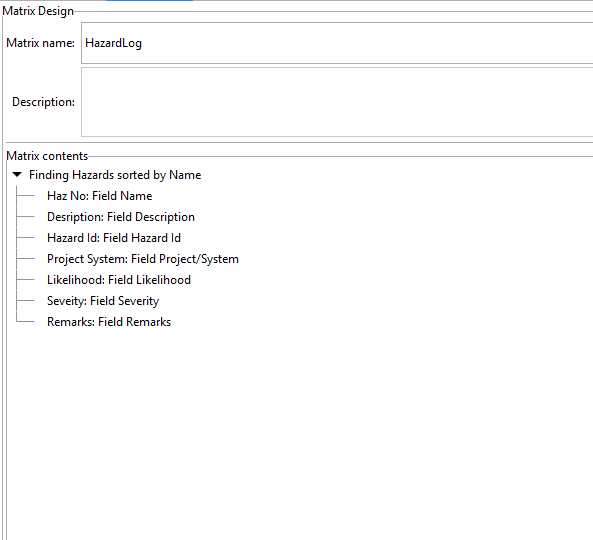 Matrix Design
Matrix name: HazardLog
Description:
Matrix contents
Finding Hazards sorted by Name
Haz No: Field Name
Desription: Field Description
Hazard Id: Field Hazard Id
Project System: Field Project/System
Likelihood: Field Likelihood
Seveity: Field Severity
Remarks: Field Remarks